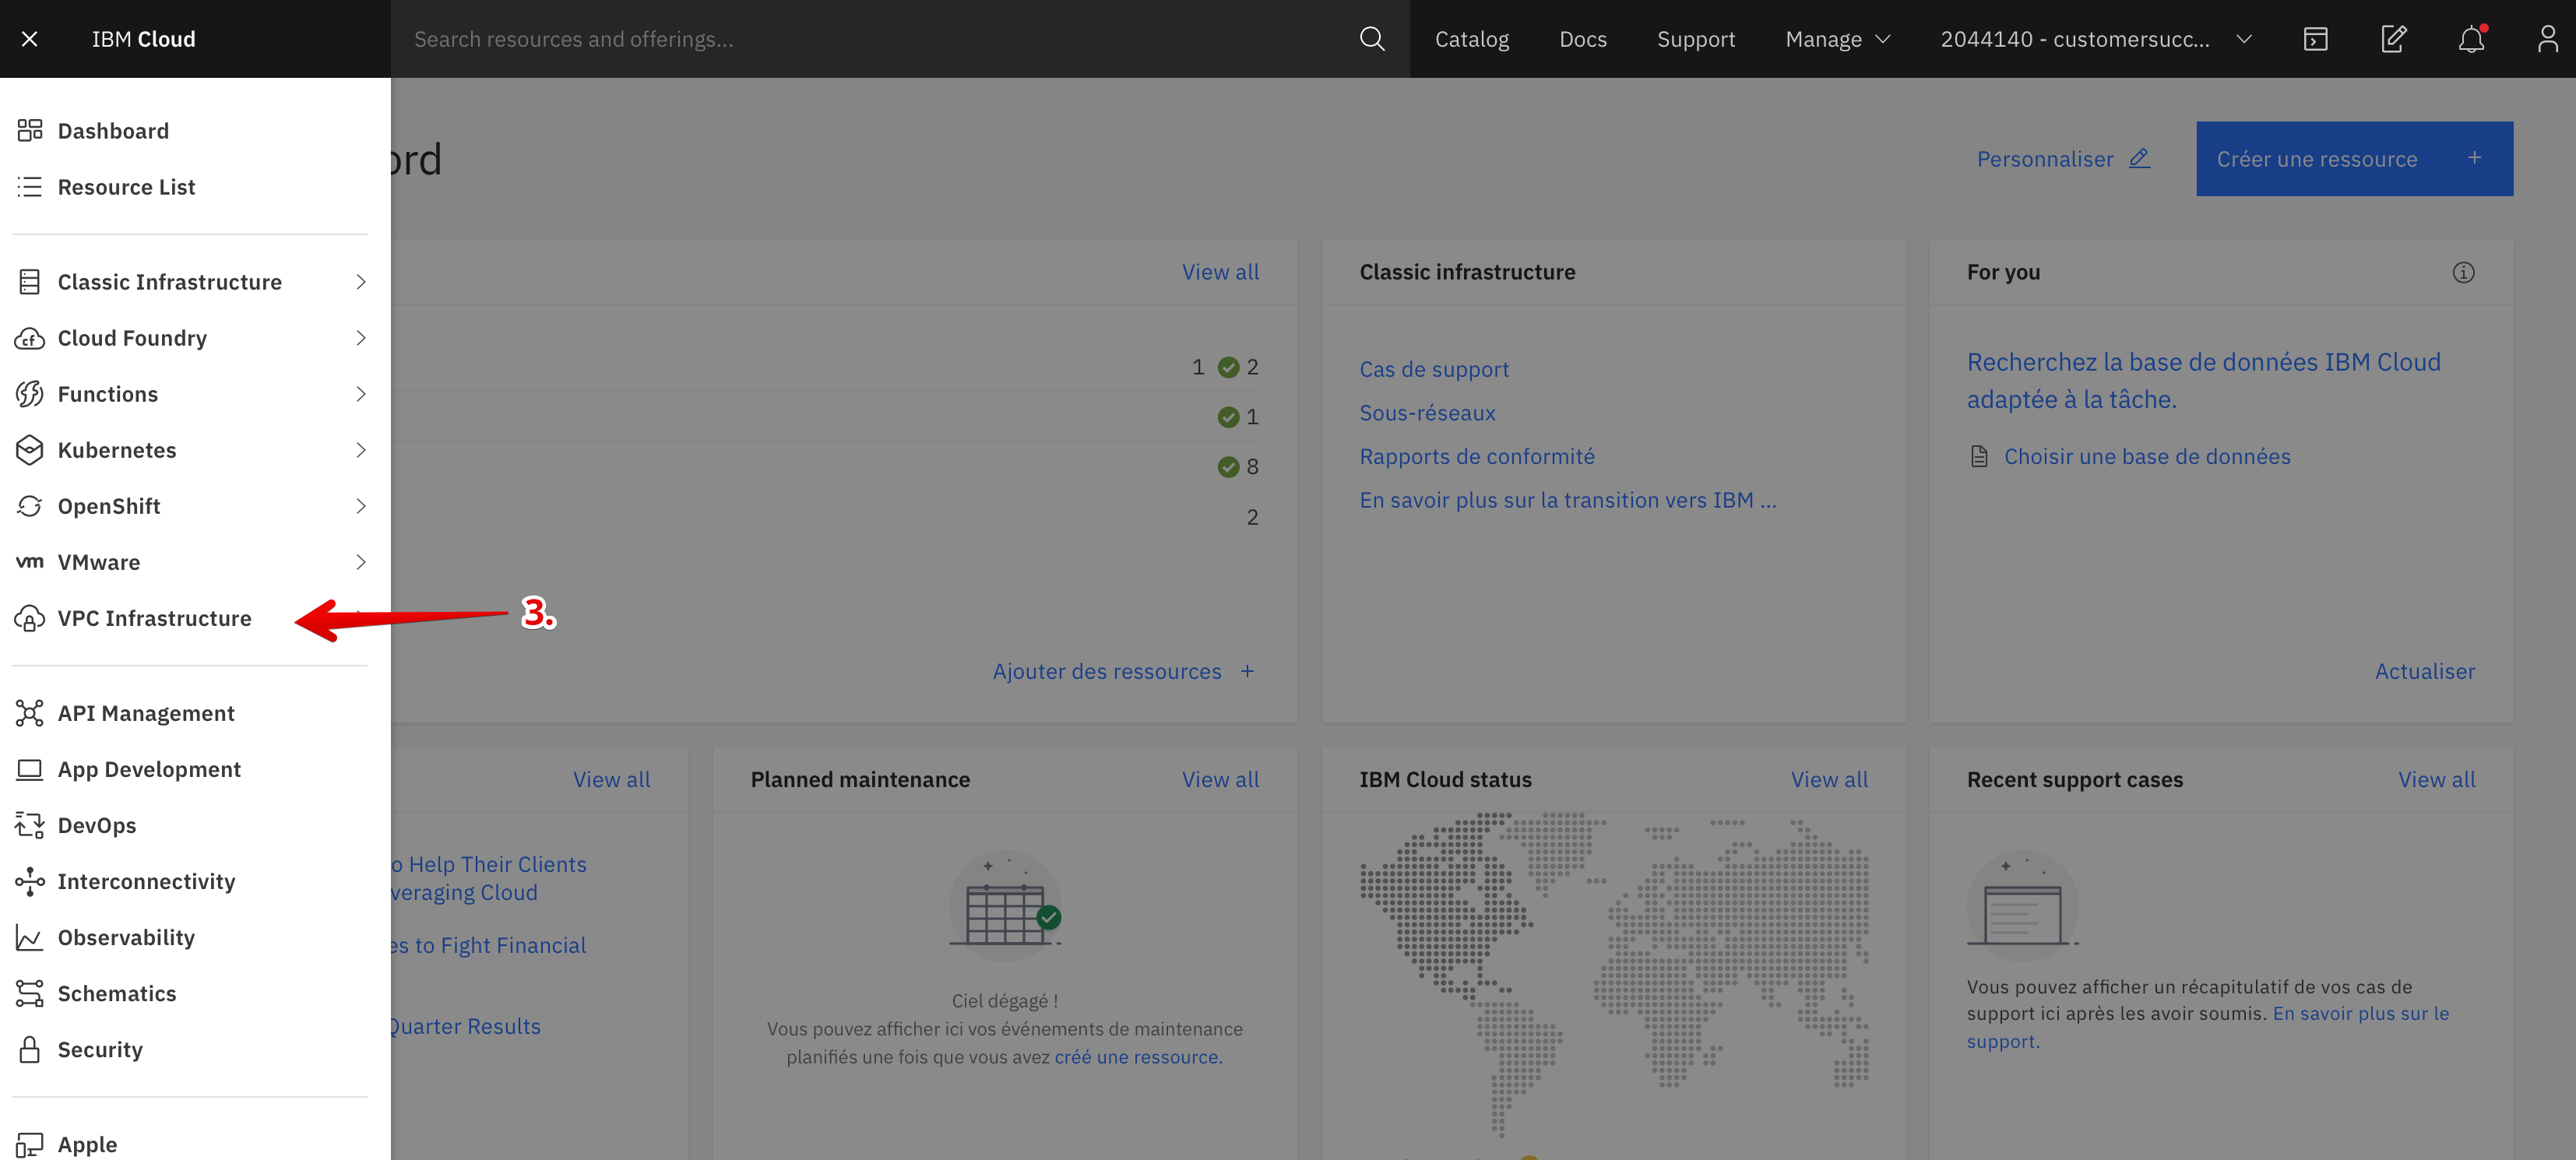 IBM Cloud
Search resources and offerings...
Catalog
Docs
Support
Manage
2044140 - customersucc...
Dashboard
Resource List
Classic Infrastructure
Cloud Foundry
Functions
Kubernetes
OpenShift
VMware
VPC Infrastructure
3.
API Management
App Development
DevOps
Interconnectivity
Observability
Schematics
Security
Apple
ord
Personnaliser
Créer une ressource +
View all
1 2
1
8
2
Ajouter des ressources +
Classic infrastructure
Cas de support
Sous-réseaux
Rapports de conformité
En savoir plus sur la transition vers IBM ...
For you
Recherchez la base de données IBM Cloud
adaptée à la tâche.
Choisir une base de données
Actualiser
View all
o Help Their Clients
veraging Cloud
es to Fight Financial
Quarter Results
Planned maintenance
View all
Ciel dégagé !
Vous pouvez afficher ici vos événements de maintenance
planifiés une fois que vous avez créé une ressource.
IBM Cloud status
View all
Recent support cases
View all
Vous pouvez afficher un récapitulatif de vos cas de
support ici après les avoir soumis. En savoir plus sur le
support.